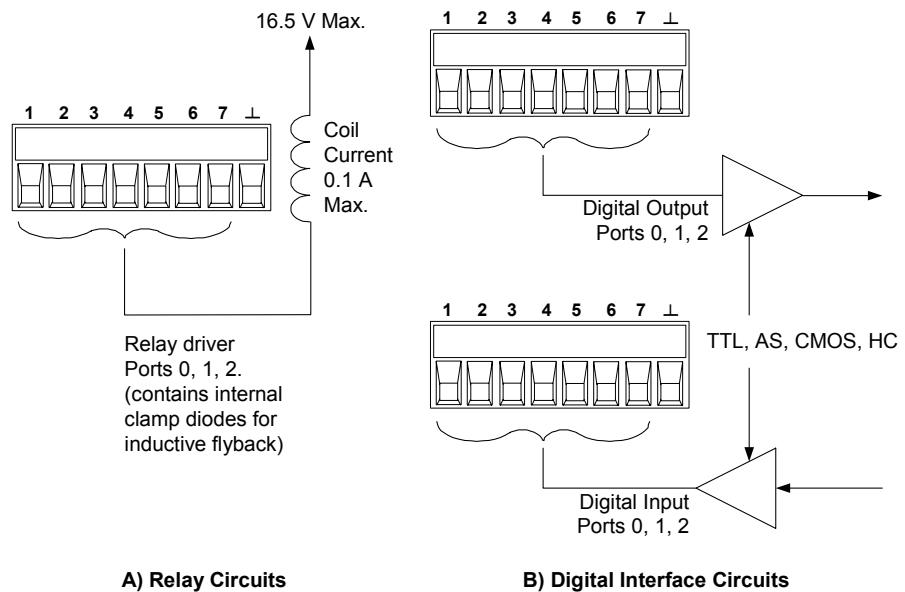 16.5 V Max.
1 2 3 4 5 6 7 ⊥
Coil
Current
0.1 A
Max.
Relay driver
Ports 0, 1, 2.
(contains internal
clamp diodes for
inductive flyback)
A) Relay Circuits
1 2 3 4 5 6 7 ⊥
Digital Output
Ports 0, 1, 2
1 2 3 4 5 6 7 ⊥
TTL, AS, CMOS, HC
Digital Input
Ports 0, 1, 2
B) Digital Interface Circuits